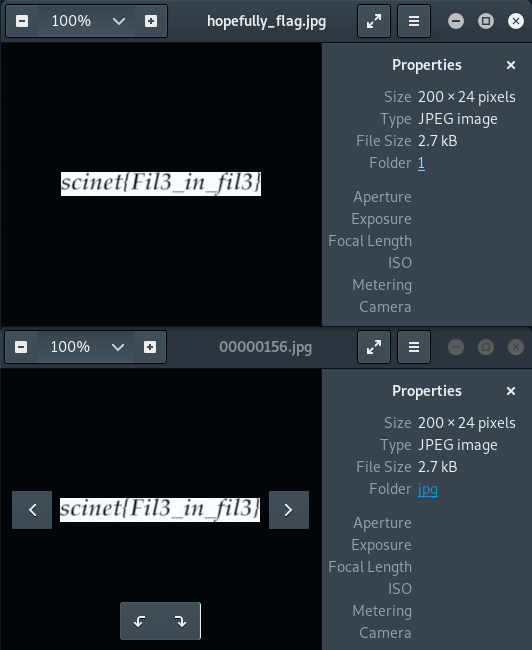 100%
hopefully_flag.jpg
Properties
Size 200 × 24 pixels
Type JPEG image
File Size 2.7 kB
Folder 1
Aperture
Exposure
Focal Length
ISO
Metering
Camera
scinet{Fil3_in_fil3}
100%
00000156.jpg
Properties
Size 200 × 24 pixels
Type JPEG image
File Size 2.7 kB
Folder jpg
Aperture
Exposure
Focal Length
ISO
Metering
Camera
scinet{Fil3_in_fil3}